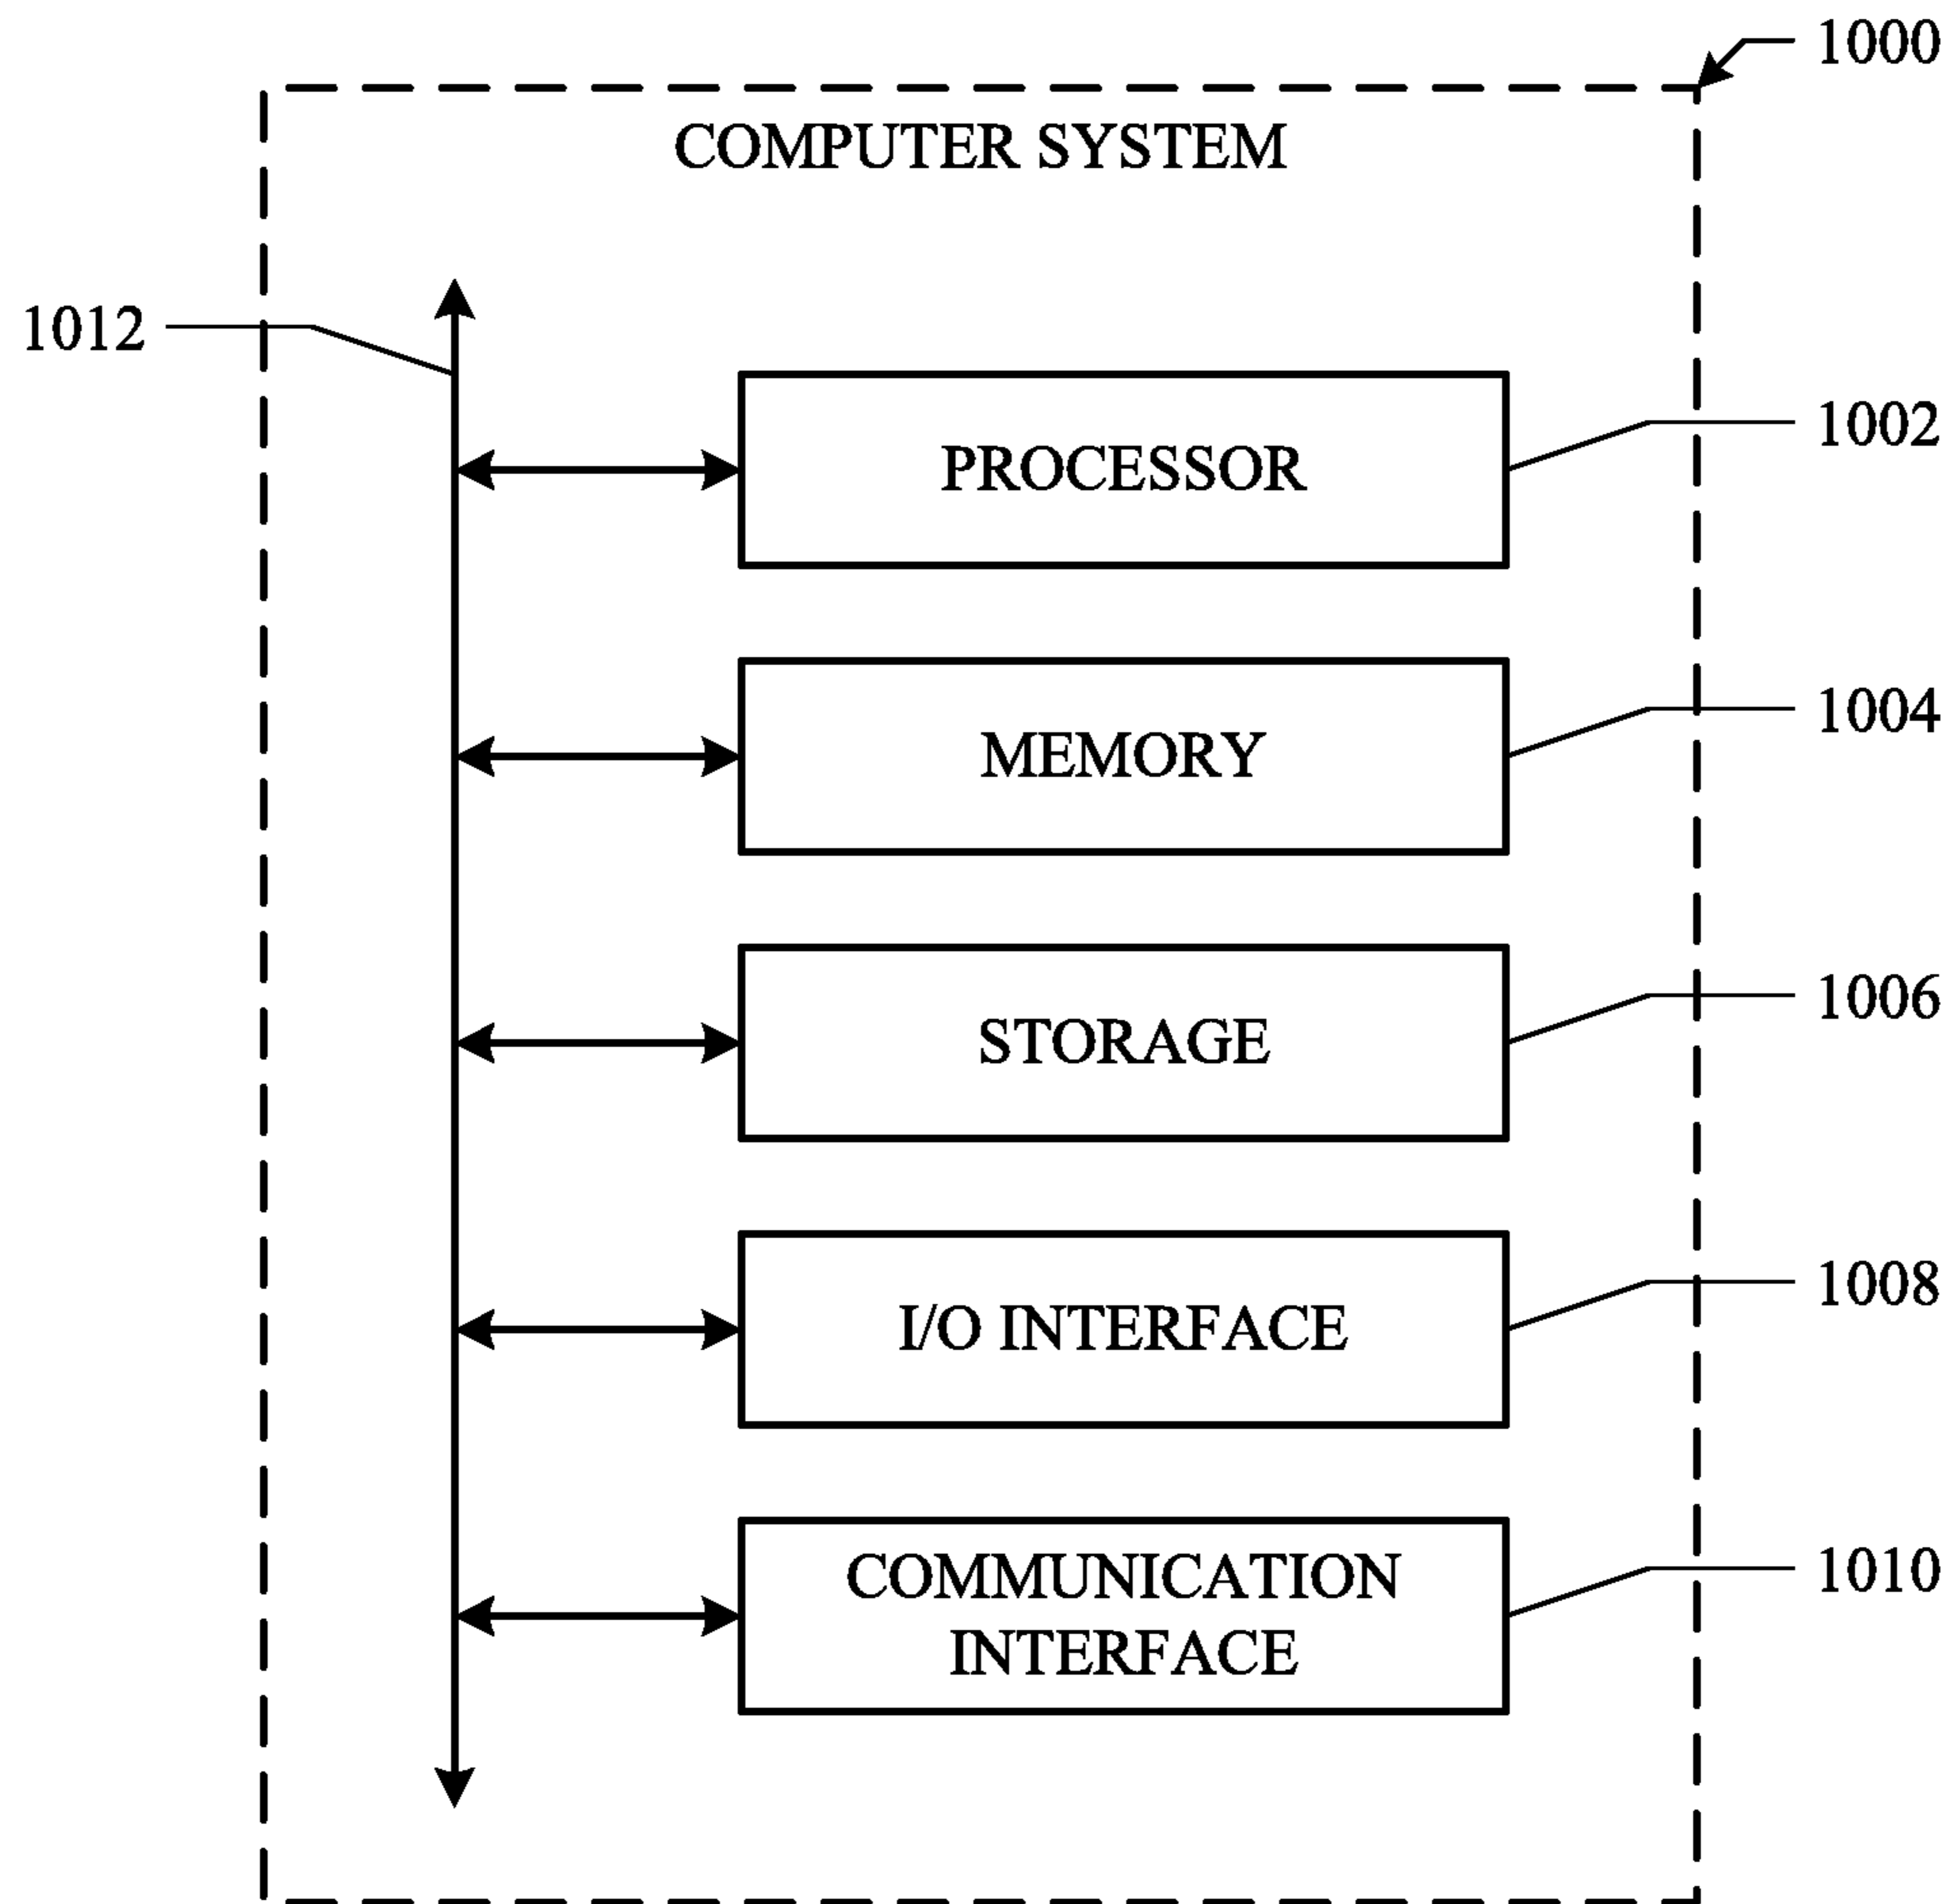 1000
COMPUTER SYSTEM
1012
PROCESSOR
1002
MEMORY
1004
STORAGE
1006
I/O INTERFACE
1008
COMMUNICATION
INTERFACE
1010